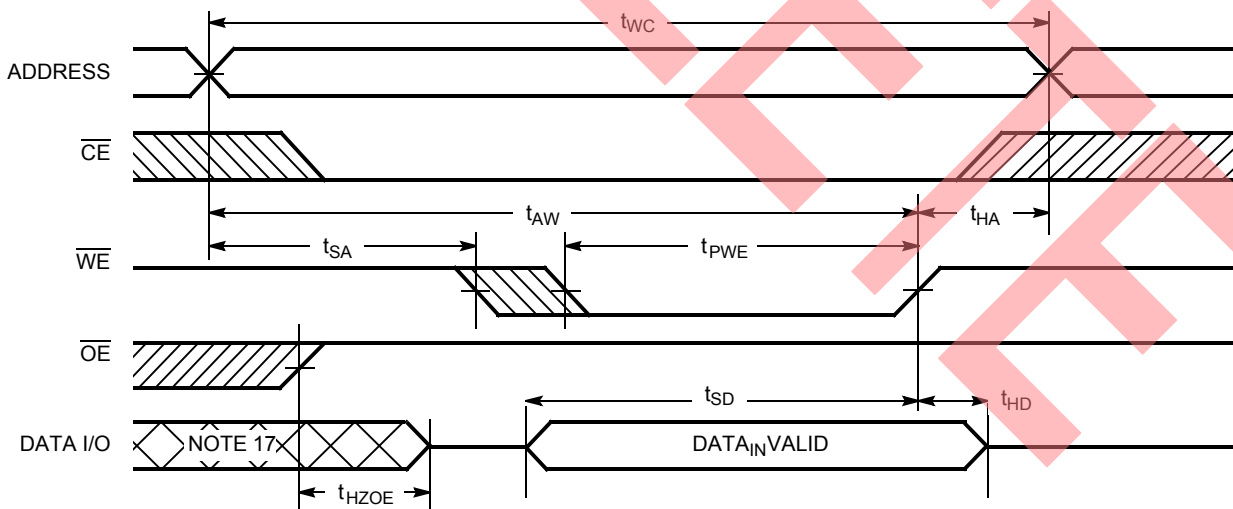 tWC
ADDRESS
CE
tAW
tHA
tSA
tPWE
WE
OE
tSD
tHD
DATA I/O
NOTE 17
DATAINVALID
tHZOE